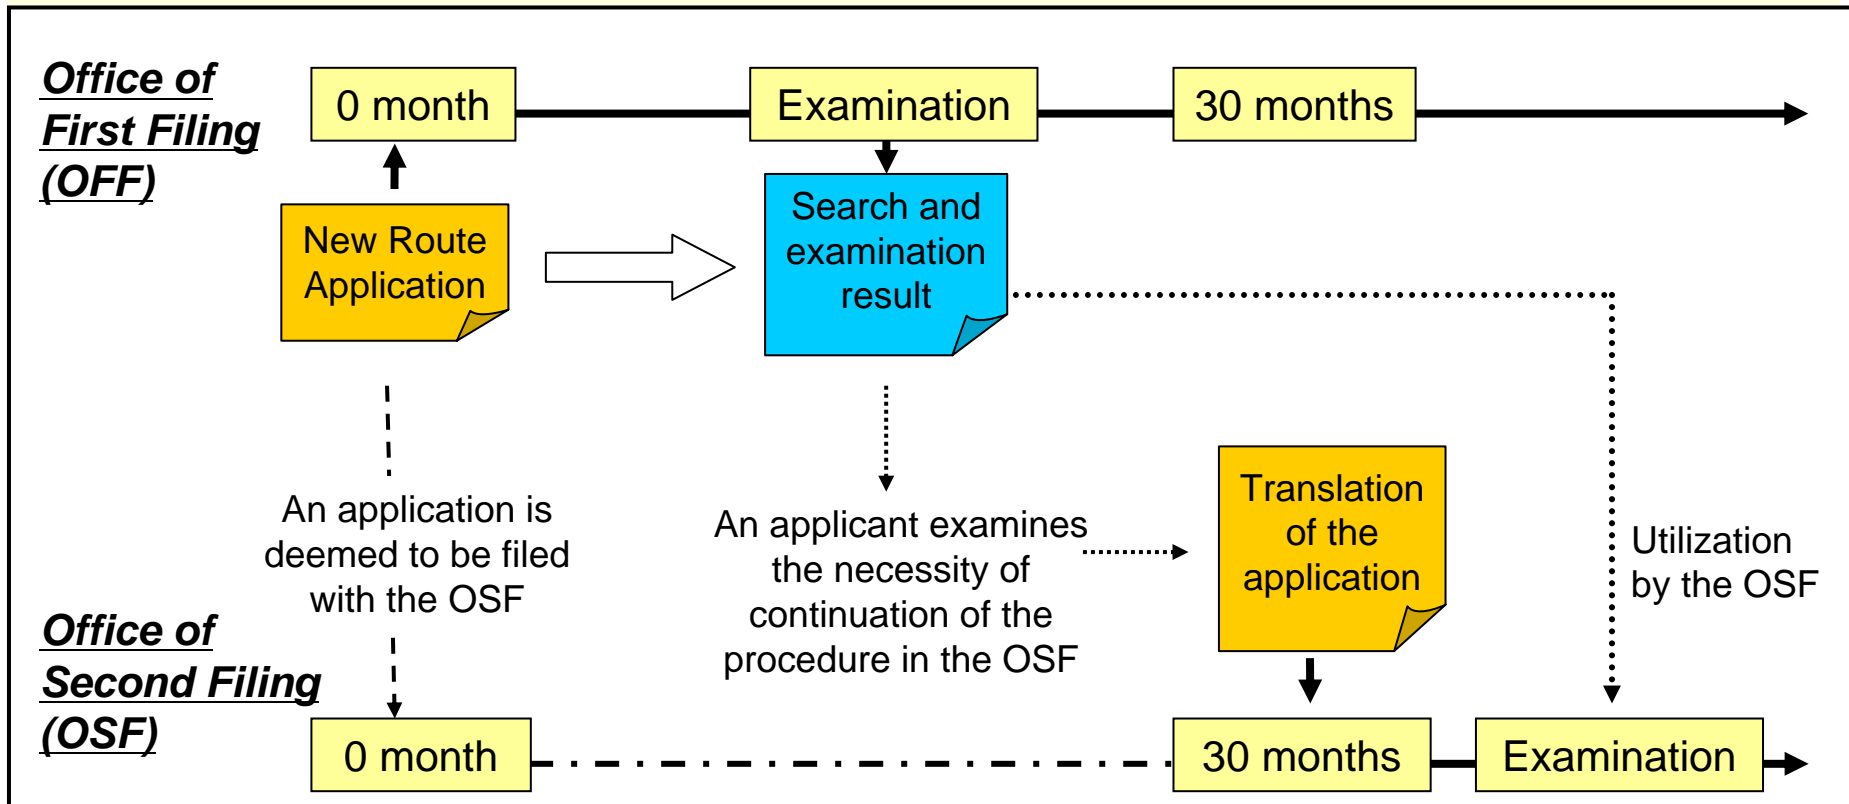 Office of
First Filing
(OFF)
0 month
Examination
30 months
New Route
Application
Search and
examination
result
An application is
deemed to be filed
with the OSF
An applicant examines
the necessity of
continuation of the
procedure in the OSF
Translation
of the
application
Utilization
by the OSF
Office of
Second Filing
(OSF)
0 month
30 months
Examination